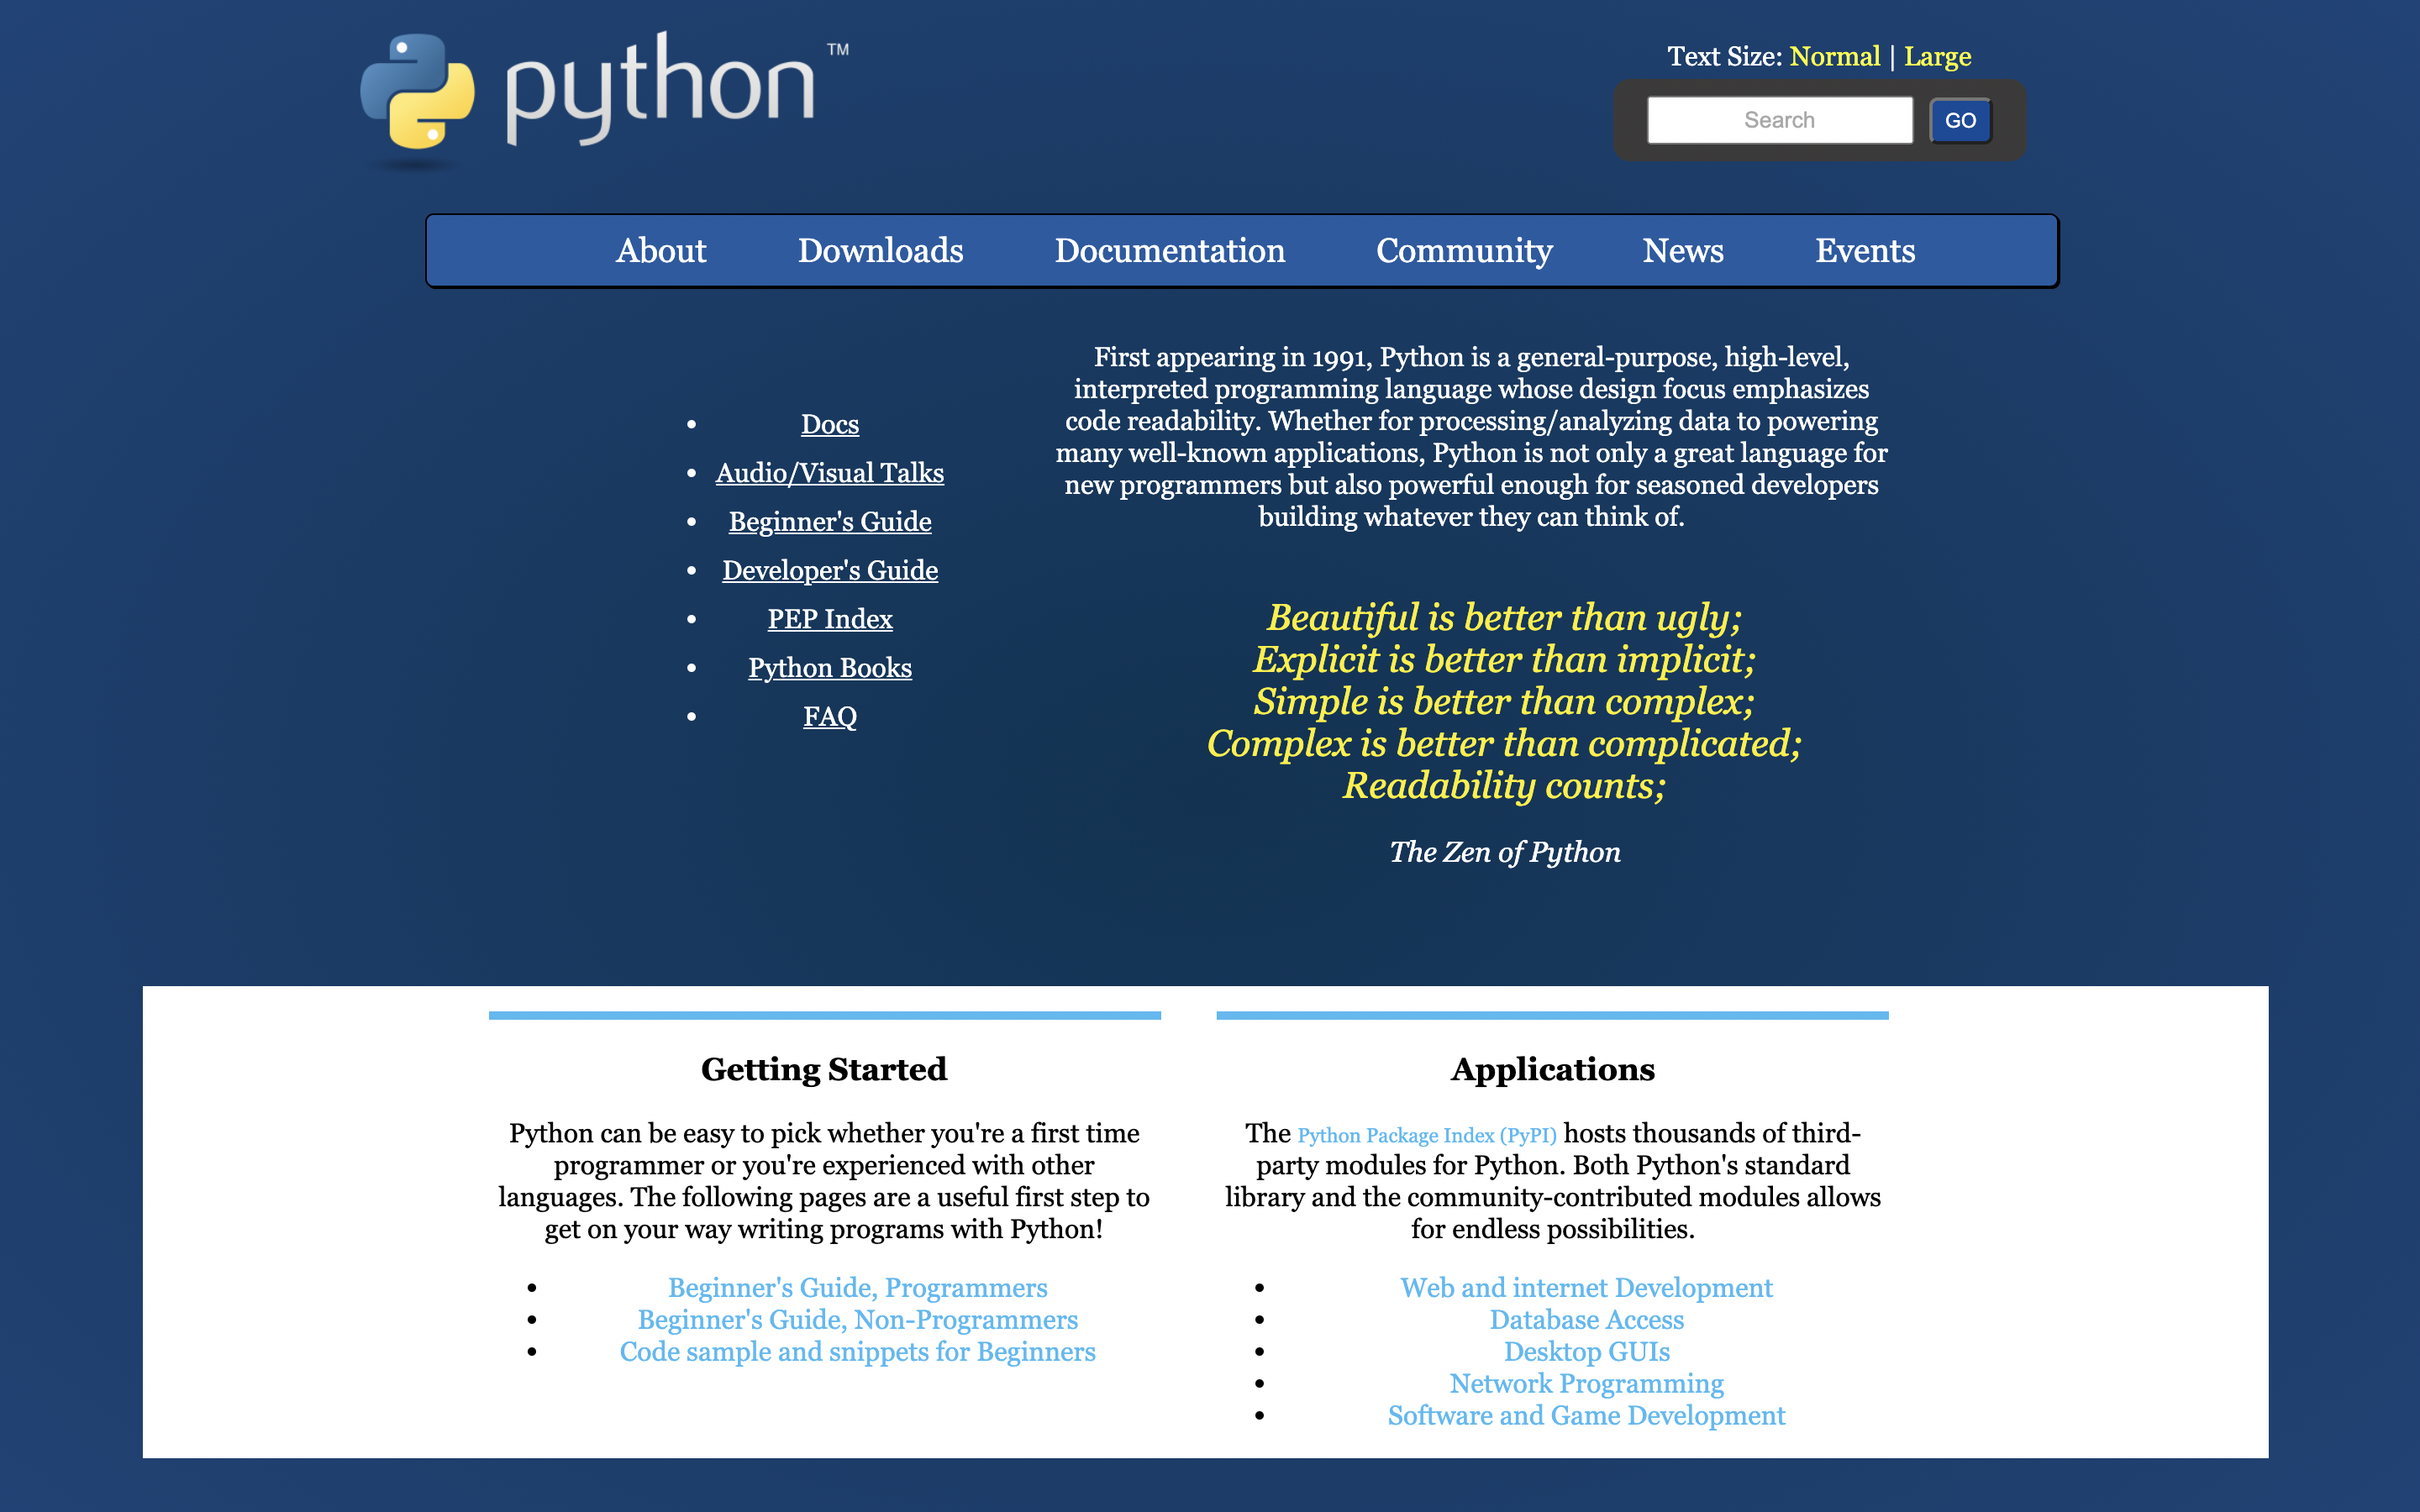 python™
Text Size: Normal | Large
Search
GO
About Downloads Documentation Community News Events
Docs
Audio/Visual Talks
Beginner's Guide
Developer's Guide
PEP Index
Python Books
FAQ
First appearing in 1991, Python is a general-purpose, high-level,
interpreted programming language whose design focus emphasizes
code readability. Whether for processing/analyzing data to powering
many well-known applications, Python is not only a great language for
new programmers but also powerful enough for seasoned developers
building whatever they can think of.
Beautiful is better than ugly;
Explicit is better than implicit;
Simple is better than complex;
Complex is better than complicated;
Readability counts;
The Zen of Python
Getting Started
Python can be easy to pick whether you're a first time
programmer or you're experienced with other
languages. The following pages are a useful first step to
get on your way writing programs with Python!
Beginner's Guide, Programmers
Beginner's Guide, Non-Programmers
Code sample and snippets for Beginners
Applications
The Python Package Index (PyPI) hosts thousands of third-
party modules for Python. Both Python's standard
library and the community-contributed modules allows
for endless possibilities.
Web and internet Development
Database Access
Desktop GUIs
Network Programming
Software and Game Development